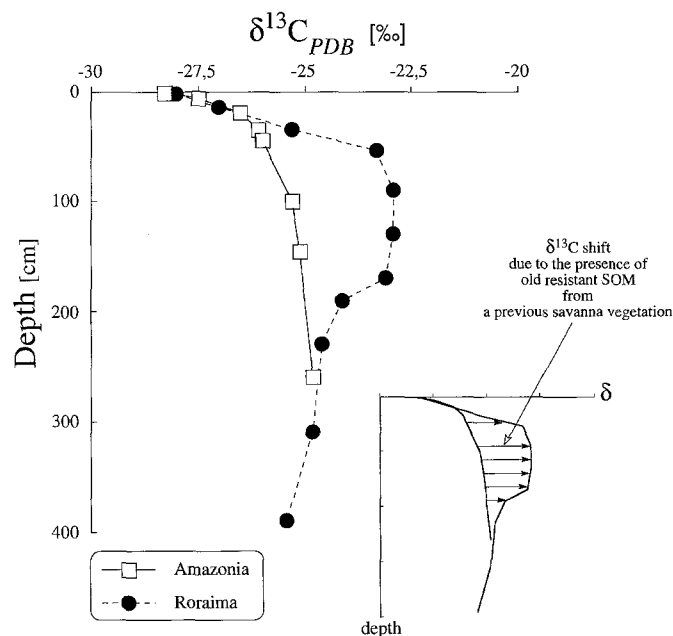 δ¹³C_PDB [‰]
-30 -27,5 -25 -22,5 -20
0
100
200
300
400
Depth [cm]
δ¹³C shift
due to the presence of
old resistant SOM
from
a previous savanna vegetation
δ
depth
Amazonia
Roraima